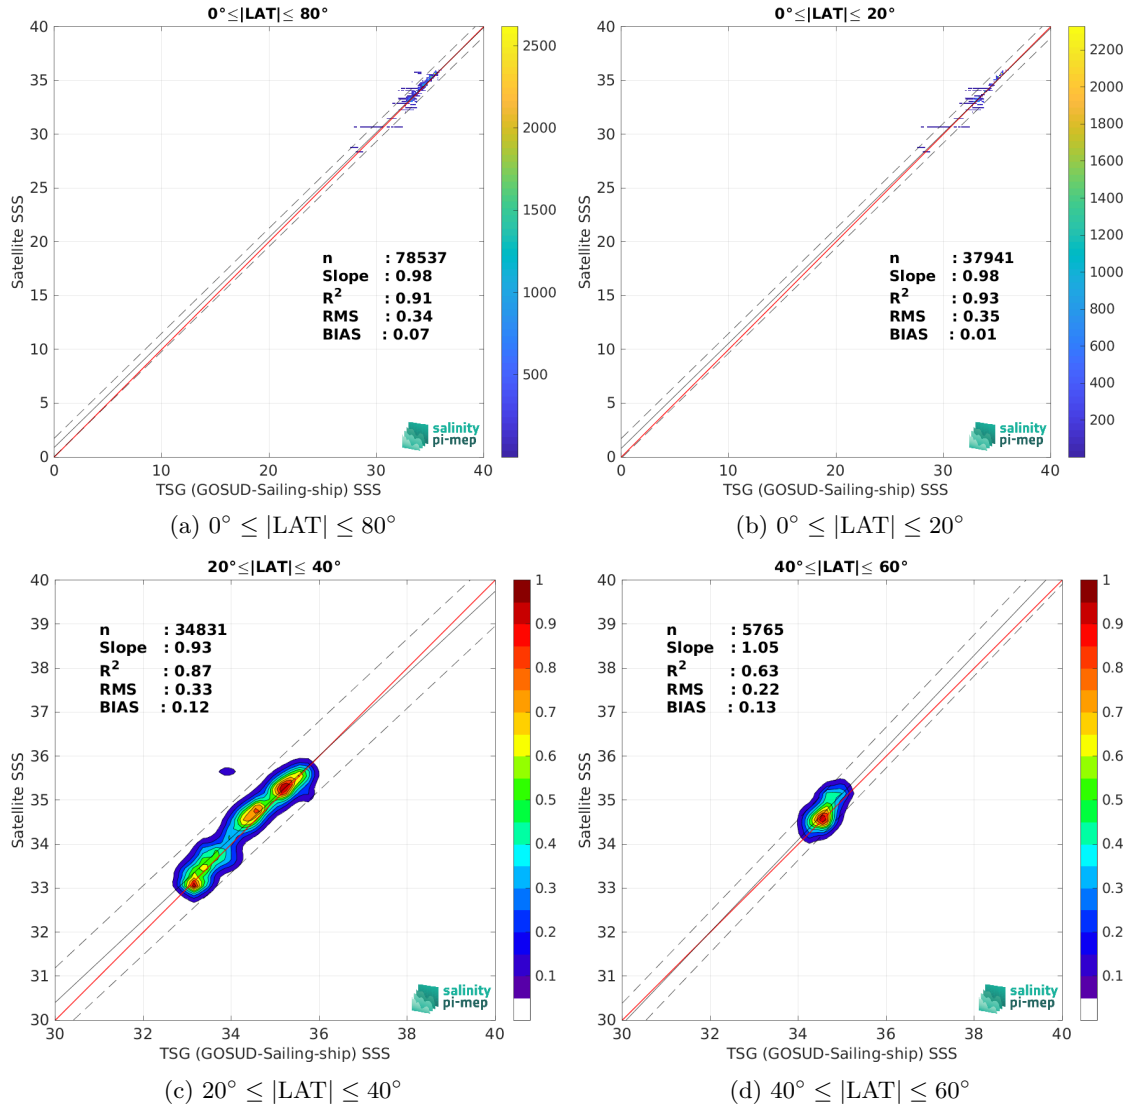 0°≤|LAT|≤ 80°
40
35
30
25
20
15
10
5
0
Satellite SSS
n : 78537
Slope : 0.98
R² : 0.91
RMS : 0.34
BIAS : 0.07
salinity
pi-mep
0 10 20 30 40
TSG (GOSUD-Sailing-ship) SSS
2500
2000
1500
1000
500
(a) 0° ≤ |LAT| ≤ 80°
0°≤|LAT|≤ 20°
40
35
30
25
20
15
10
5
0
Satellite SSS
n : 37941
Slope : 0.98
R² : 0.93
RMS : 0.35
BIAS : 0.01
salinity
pi-mep
0 10 20 30 40
TSG (GOSUD-Sailing-ship) SSS
2200
2000
1800
1600
1400
1200
1000
800
600
400
200
(b) 0° ≤ |LAT| ≤ 20°
20°≤|LAT|≤ 40°
40
39
38
37
36
35
34
33
32
31
30
Satellite SSS
n : 34831
Slope : 0.93
R² : 0.87
RMS : 0.33
BIAS : 0.12
salinity
pi-mep
30 32 34 36 38 40
TSG (GOSUD-Sailing-ship) SSS
1
0.9
0.8
0.7
0.6
0.5
0.4
0.3
0.2
0.1
(c) 20° ≤ |LAT| ≤ 40°
40°≤|LAT|≤ 60°
40
39
38
37
36
35
34
33
32
31
30
Satellite SSS
n : 5765
Slope : 1.05
R² : 0.63
RMS : 0.22
BIAS : 0.13
salinity
pi-mep
30 32 34 36 38 40
TSG (GOSUD-Sailing-ship) SSS
1
0.9
0.8
0.7
0.6
0.5
0.4
0.3
0.2
0.1
(d) 40° ≤ |LAT| ≤ 60°